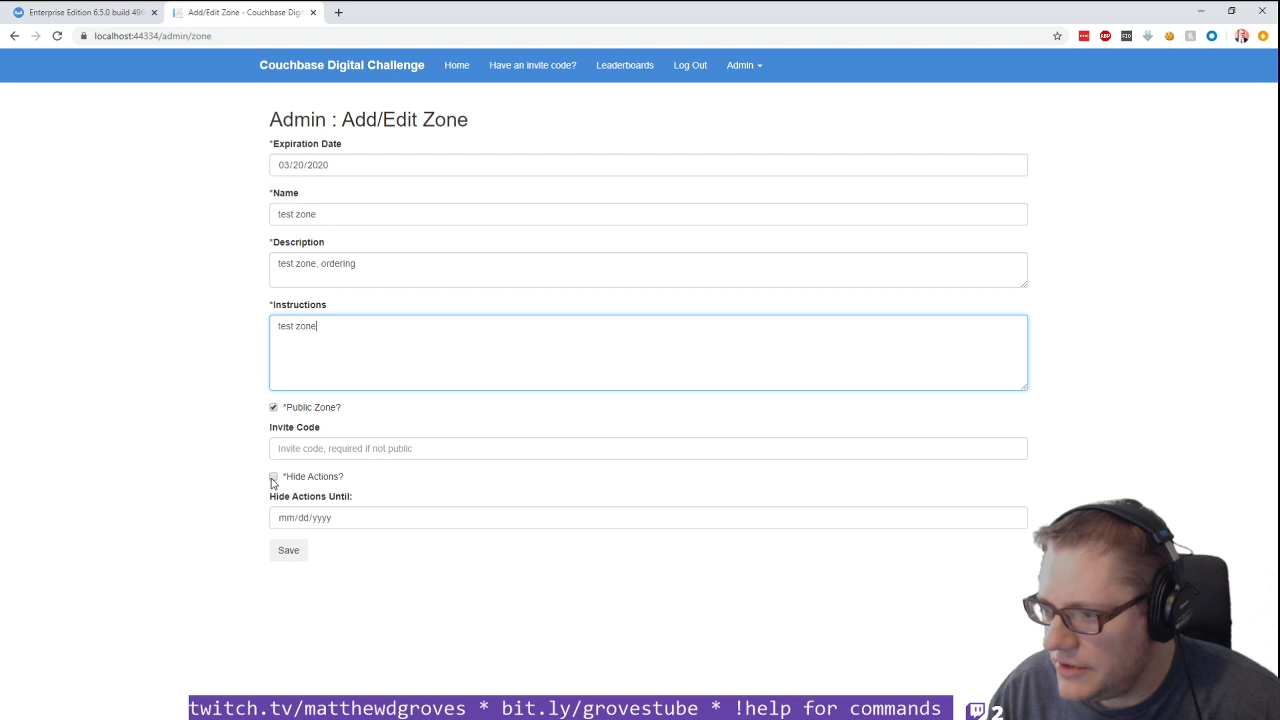 Enterprise Edition 6.5.0 build 496
Add/Edit Zone - Couchbase Digi
localhost:44334/admin/zone
Couchbase Digital Challenge Home Have an invite code? Leaderboards Log Out Admin
Admin : Add/Edit Zone
*Expiration Date
03/20/2020
*Name
test zone
*Description
test zone, ordering
*Instructions
test zone
*Public Zone?
Invite Code
Invite code, required if not public
*Hide Actions?
Hide Actions Until:
mm/dd/yyyy
Save
twitch.tv/matthewdgroves * bit.ly/grovestube * !help for commands 2